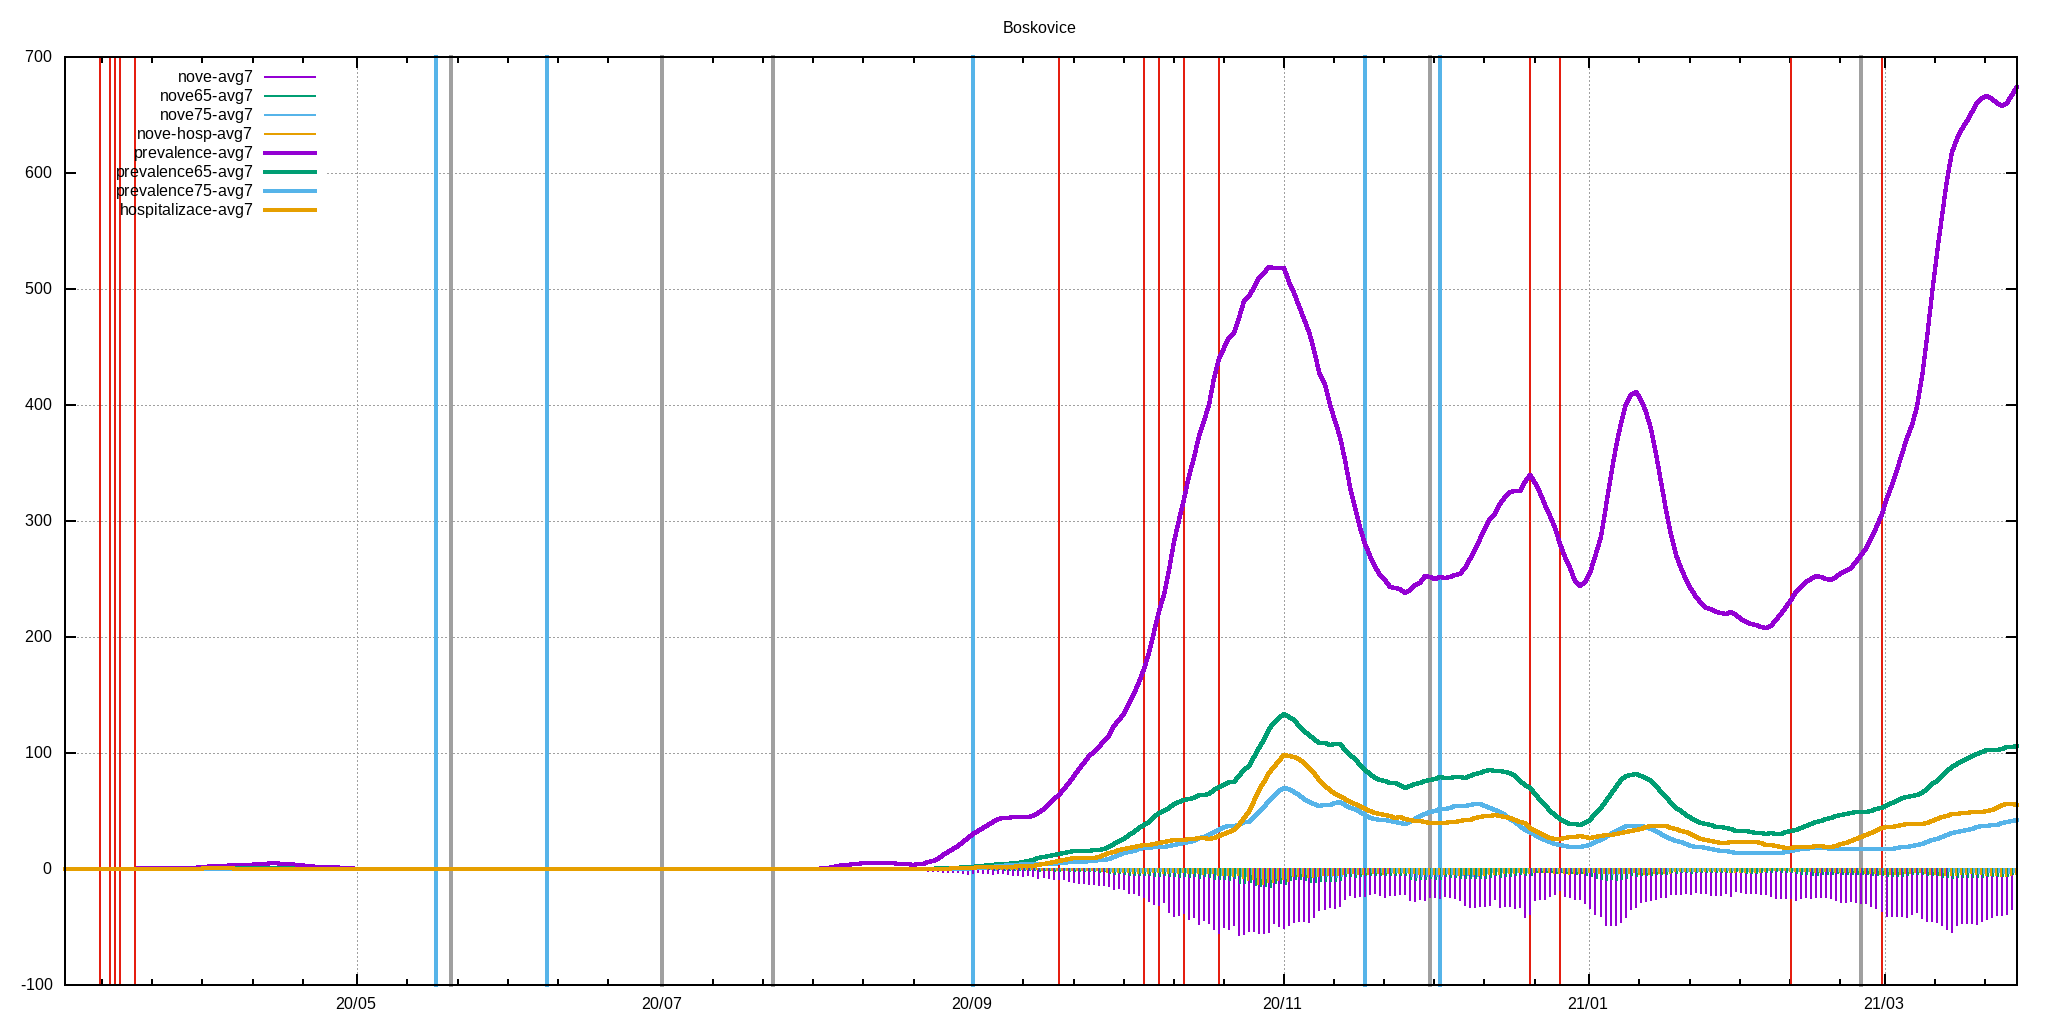 Boskovice
700
600
500
400
300
200
100
0
-100
nove-avg7
nove65-avg7
nove75-avg7
nove-hosp-avg7
prevalence-avg7
prevalence65-avg7
prevalence75-avg7
hospitalizace-avg7
20/05
20/07
20/09
20/11
21/01
21/03